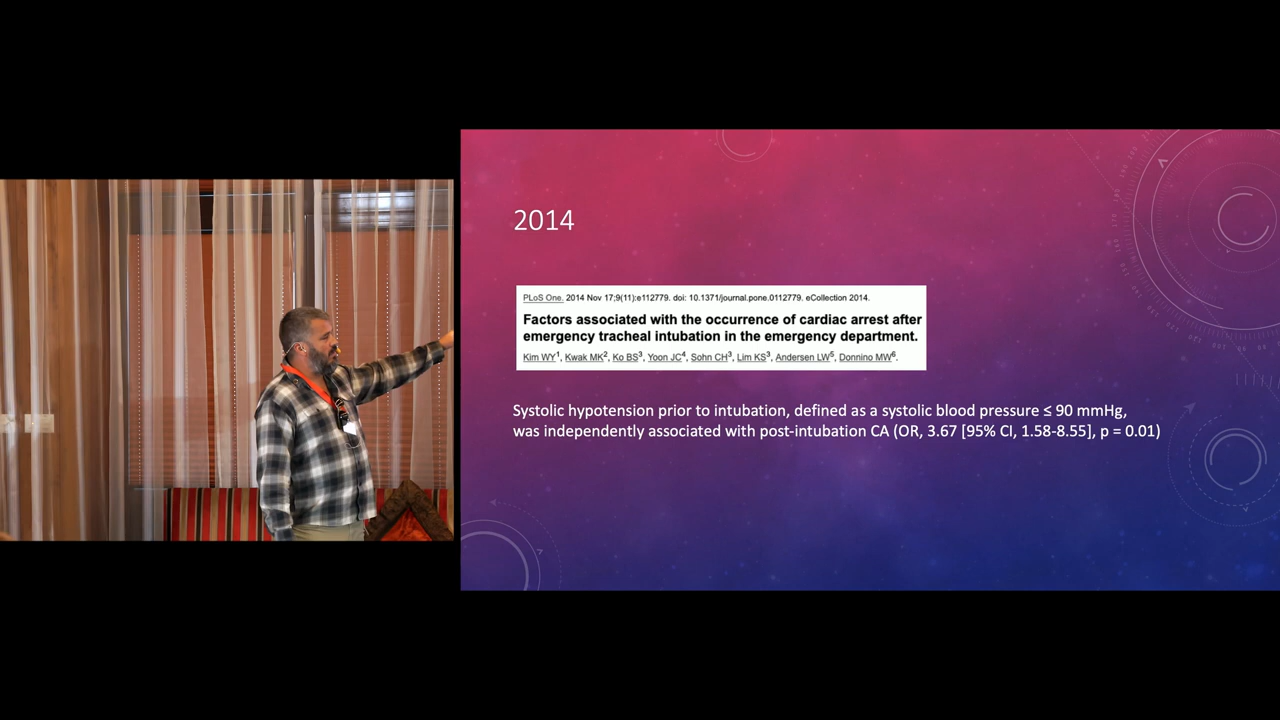 2014
PLoS One. 2014 Nov 17;9(11):e112779. doi: 10.1371/journal.pone.0112779. eCollection 2014.
Factors associated with the occurrence of cardiac arrest after
emergency tracheal intubation in the emergency department.
Kim WY1, Kwak MK2, Ko BS3, Yoon JC4, Sohn CH3, Lim KS3, Andersen LW5, Donnino MW6.
Systolic hypotension prior to intubation, defined as a systolic blood pressure ≤ 90 mmHg,
was independently associated with post-intubation CA (OR, 3.67 [95% CI, 1.58-8.55], p = 0.01)